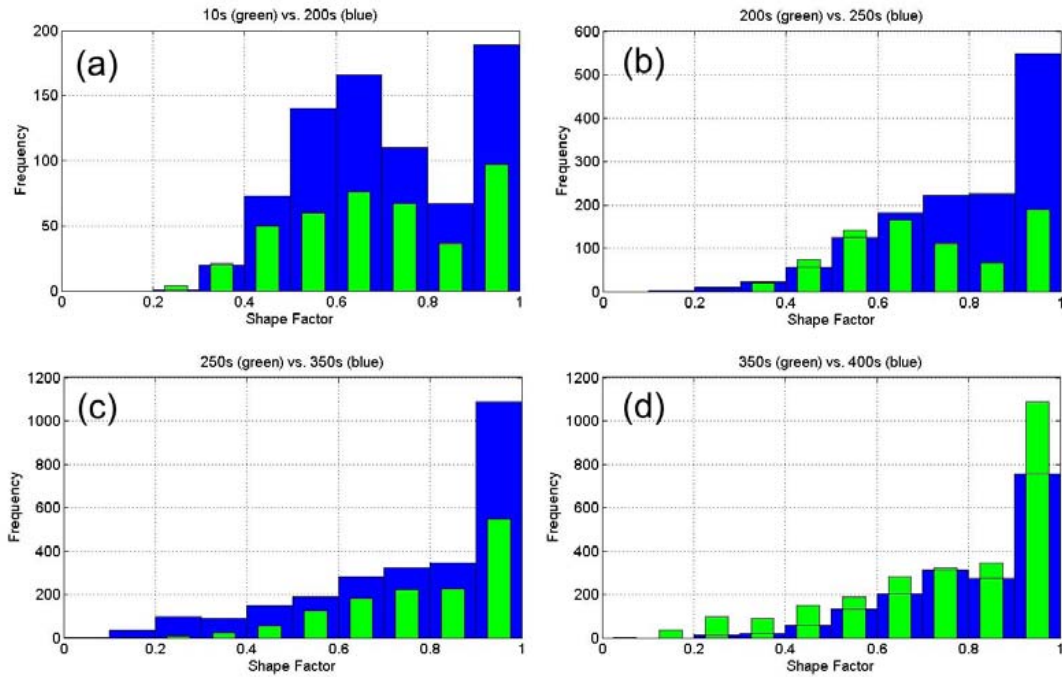 10s (green) vs. 200s (blue)
(a)
Frequency
200
150
100
50
0
0 0.2 0.4 0.6 0.8 1
Shape Factor
200s (green) vs. 250s (blue)
(b)
Frequency
600
500
400
300
200
100
0
0 0.2 0.4 0.6 0.8 1
Shape Factor
250s (green) vs. 350s (blue)
(c)
Frequency
1200
1000
800
600
400
200
0
0 0.2 0.4 0.6 0.8 1
Shape Factor
350s (green) vs. 400s (blue)
(d)
Frequency
1200
1000
800
600
400
200
0
0 0.2 0.4 0.6 0.8 1
Shape Factor